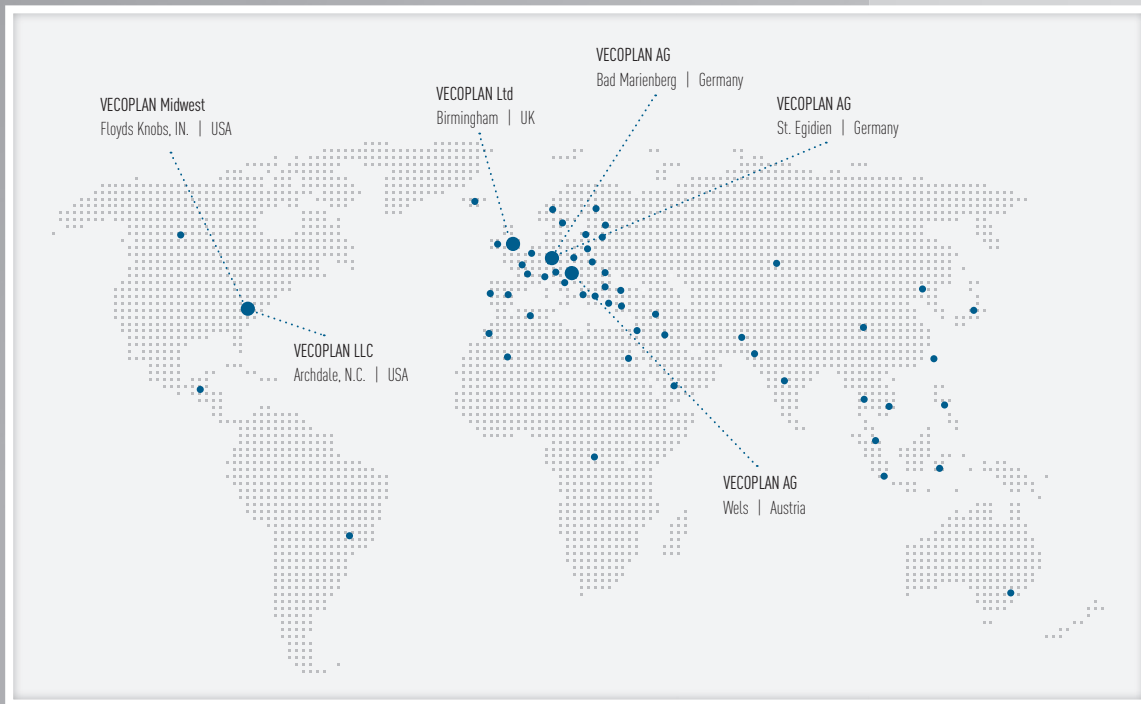 VECOPLAN AG
Bad Marienberg | Germany
VECOPLAN Ltd
Birmingham | UK
VECOPLAN Midwest
Floyds Knobs, IN. | USA
VECOPLAN AG
St. Egidien | Germany
VECOPLAN LLC
Archdale, N.C. | USA
VECOPLAN AG
Wels | Austria